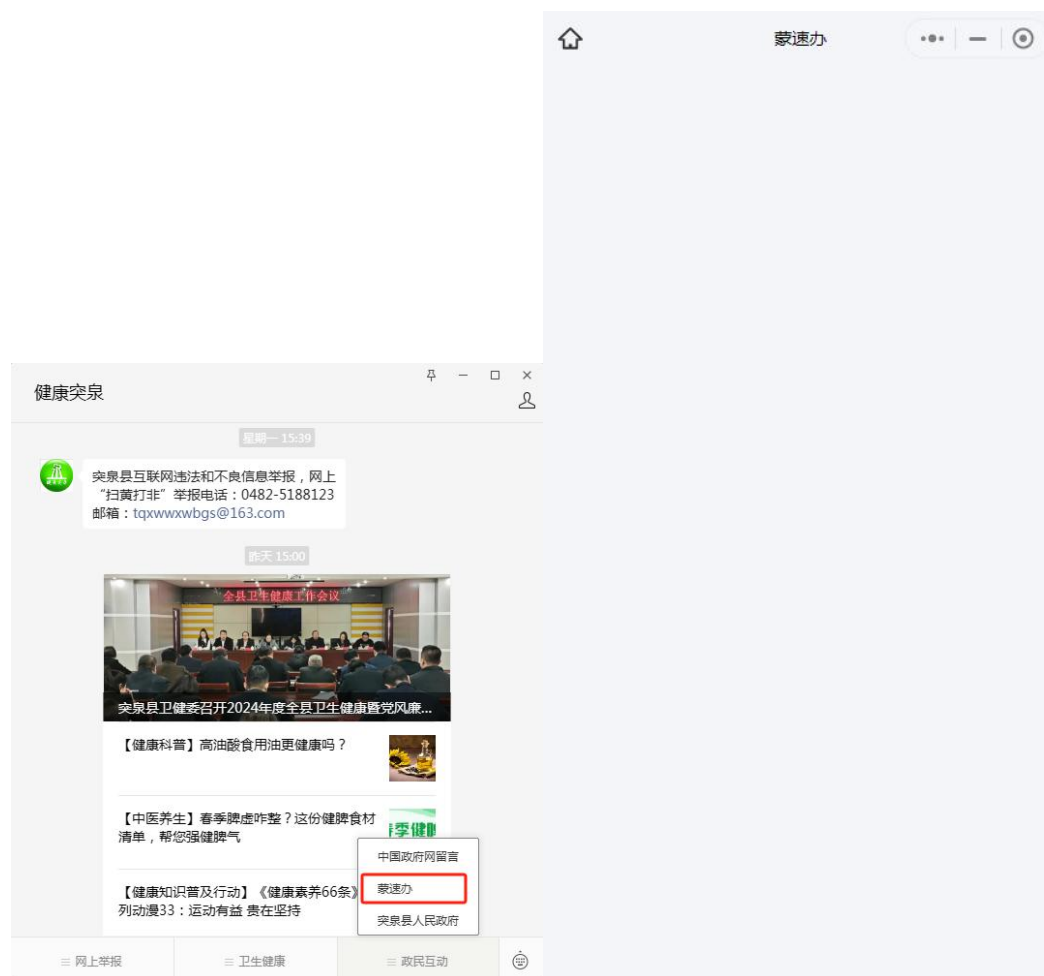 蒙速办
健康突泉
星期一 15:39
突泉县互联网违法和不良信息举报，网上
“扫黄打非”举报电话：0482-5188123
邮箱：tqxwwxwbgs@163.com
昨天 15:00
全县卫生健康工作会议
突泉县卫健委召开2024年度全县卫生健康暨党风廉...
【健康科普】高油酸食用油更健康吗？
【中医养生】春季脾虚咋整？这份健脾食材
清单，帮您强健脾气
季健
【健康知识普及行动】《健康素养66条》
列动漫33：运动有益 贵在坚持
中国政府网留言
蒙速办
突泉县人民政府
网上举报
卫生健康
政民互动